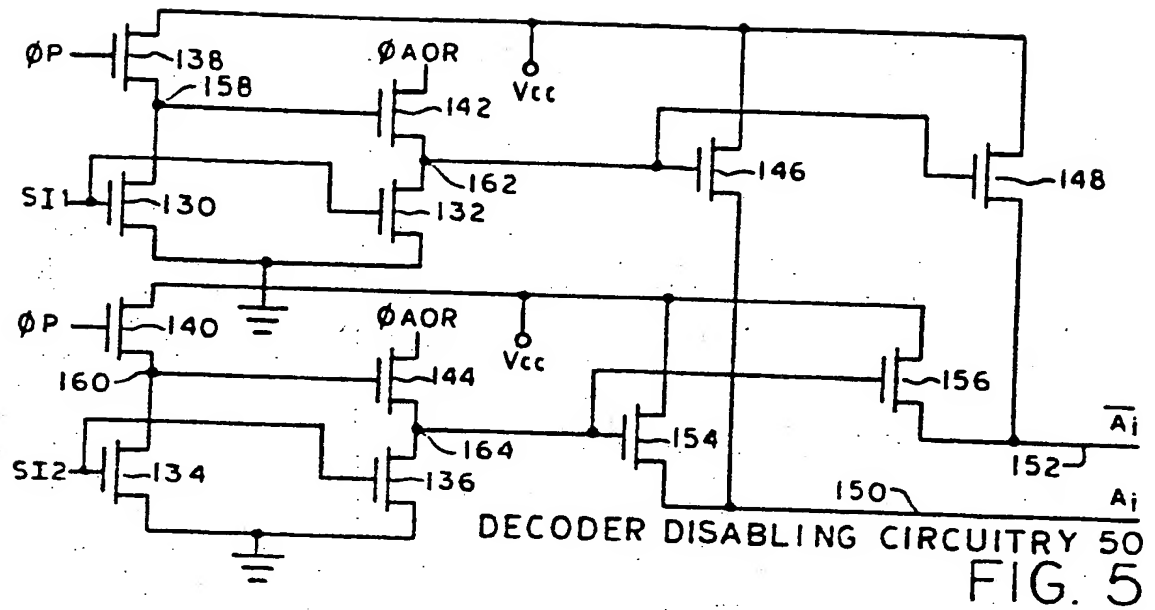 ØP
138
158
ØAOR
142
Vcc
SI1
130
132
162
146
148
ØP
140
160
ØAOR
144
Vcc
SI2
134
136
164
154
156
Ai
152
150
Ai
DECODER DISABLING CIRCUITRY 50
FIG. 5